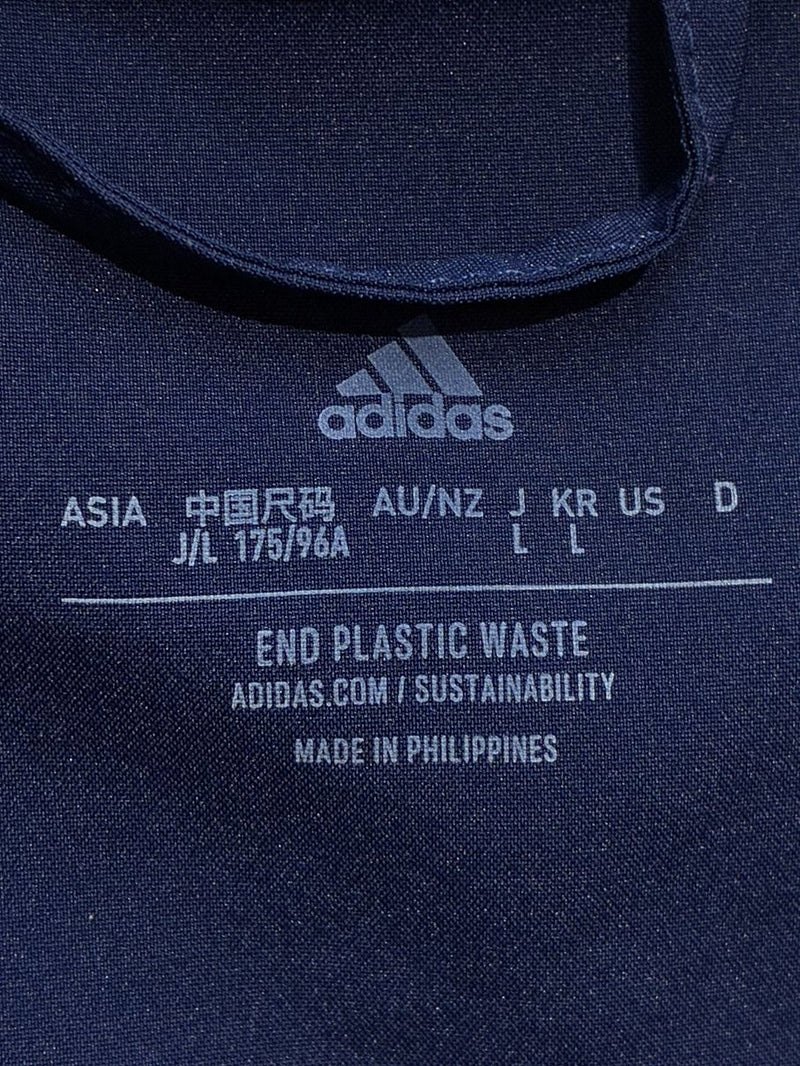 adidas
ASIA 中国尺码 AU/NZ J KR US D
J/L 175/96A L L
END PLASTIC WASTE
ADIDAS.COM / SUSTAINABILITY
MADE IN PHILIPPINES